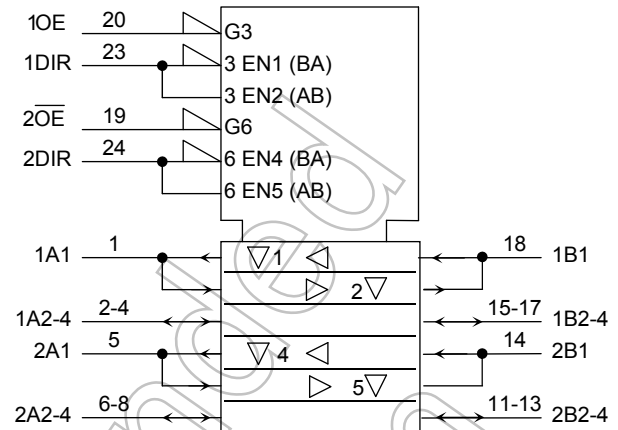 1OE 20 G3
1DIR 23 3 EN1 (BA)
3 EN2 (AB)
2O̅E̅ 19 G6
2DIR 24 6 EN4 (BA)
6 EN5 (AB)
1A1 1 ▽1 ◁ 18 1B1
▷ 2▽
1A2-4 2-4 15-17 1B2-4
2A1 5 ▽4 ◁ 14 2B1
▷ 5▽
2A2-4 6-8 11-13 2B2-4